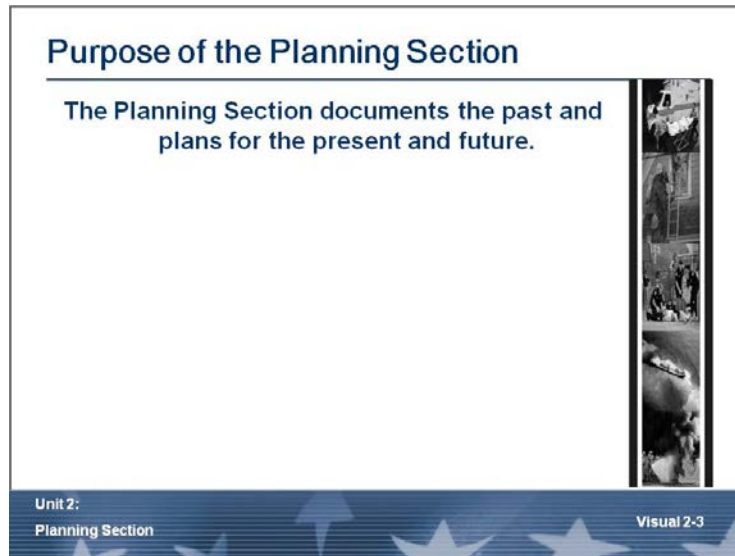 Purpose of the Planning Section
The Planning Section documents the past and
plans for the present and future.
Unit 2:
Planning Section
Visual 2-3